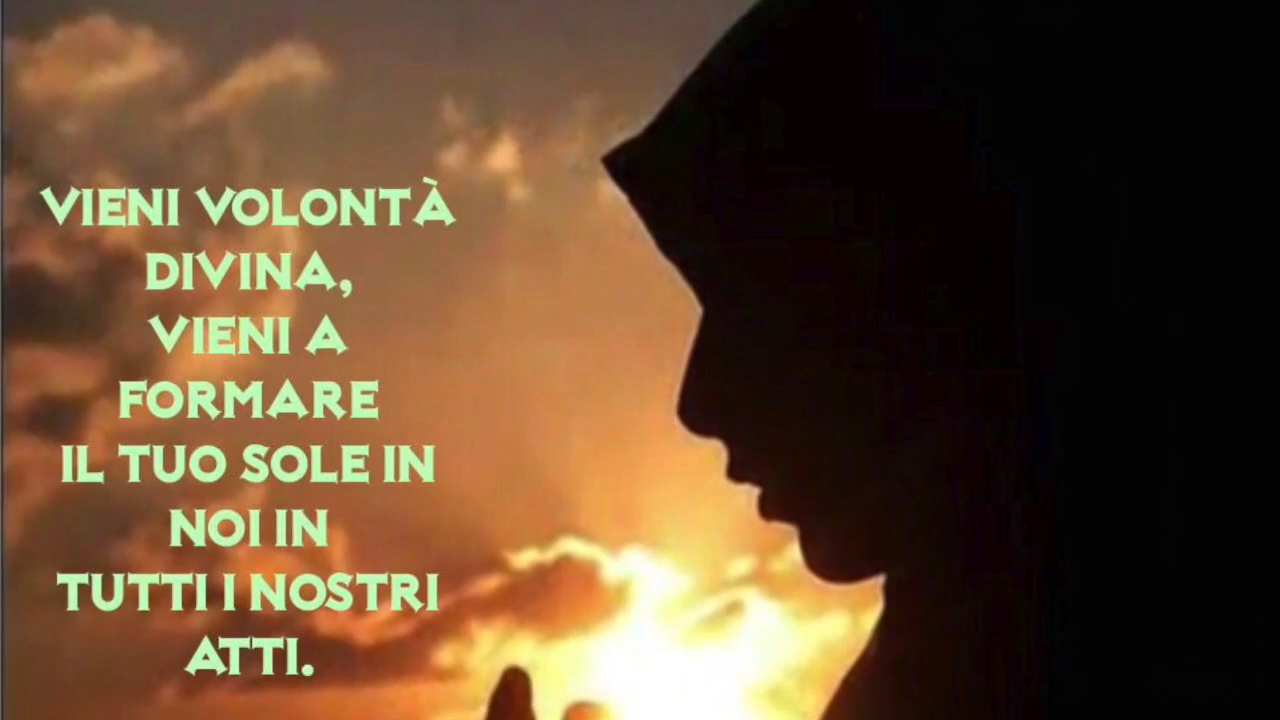 VIENI VOLONTÀ
DIVINA,
VIENI A
FORMARE
IL TUO SOLE IN
NOI IN
TUTTI I NOSTRI
ATTI.